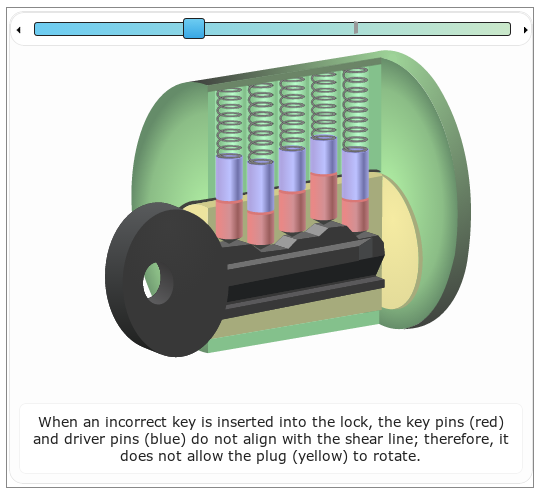 When an incorrect key is inserted into the lock, the key pins (red)
and driver pins (blue) do not align with the shear line; therefore, it
does not allow the plug (yellow) to rotate.